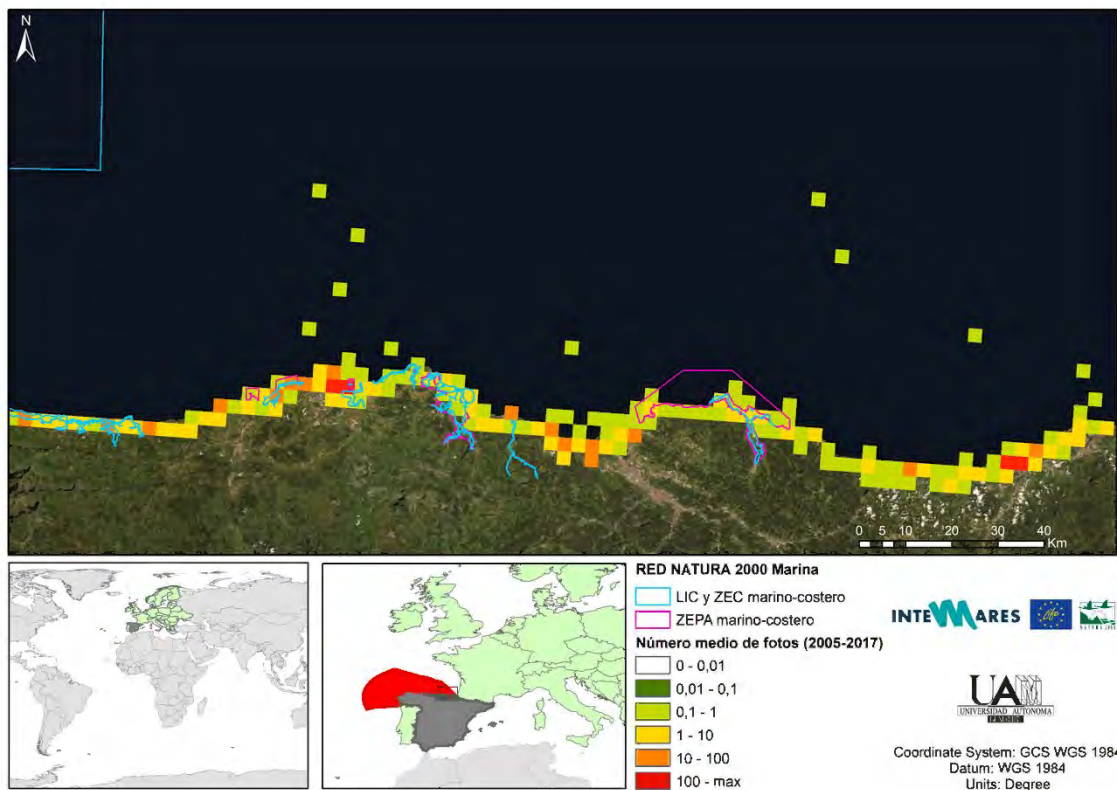 N
0 5 10 20 30 40
Km
RED NATURA 2000 Marina
LIC y ZEC marino-costero
ZEPA marino-costero
Número medio de fotos (2005-2017)
0 - 0,01
0,01 - 0,1
0,1 - 1
1 - 10
10 - 100
100 - max
INTEMARES
UAM
UNIVERSIDAD AUTONOMA
Coordinate System: GCS WGS 1984
Datum: WGS 1984
Units: Degree